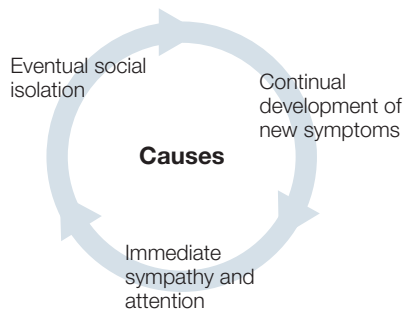 Eventual social
isolation
Continual
development of
new symptoms
Causes
Immediate
sympathy and
attention